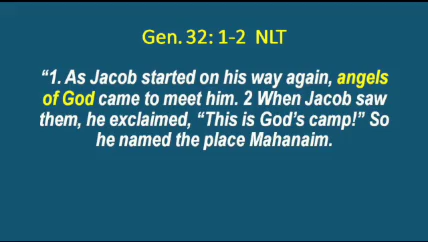 Gen. 32: 1-2 NLT
“1. As Jacob started on his way again, angels
of God came to meet him. 2 When Jacob saw
them, he exclaimed, “This is God’s camp!” So
he named the place Mahanaim.